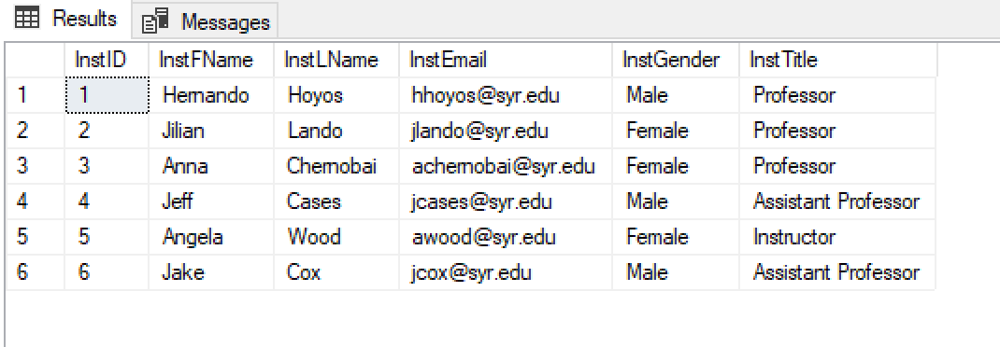 Results Messages
InstID InstFName InstLName InstEmail InstGender InstTitle
1 1 Hernando Hoyos hhoyos@syr.edu Male Professor
2 2 Jilian Lando jlando@syr.edu Female Professor
3 3 Anna Chernobai achernobai@syr.edu Female Professor
4 4 Jeff Cases jcases@syr.edu Male Assistant Professor
5 5 Angela Wood awood@syr.edu Female Instructor
6 6 Jake Cox jcox@syr.edu Male Assistant Professor